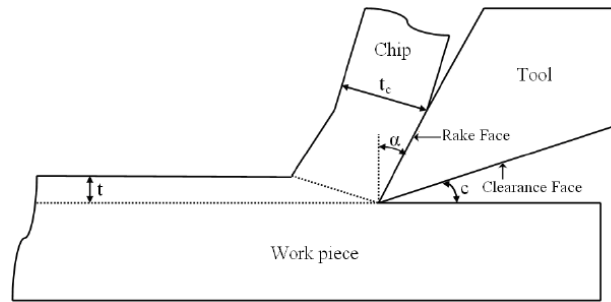 Chip
Tool
t_c
α
Rake Face
t
c
Clearance Face
Work piece